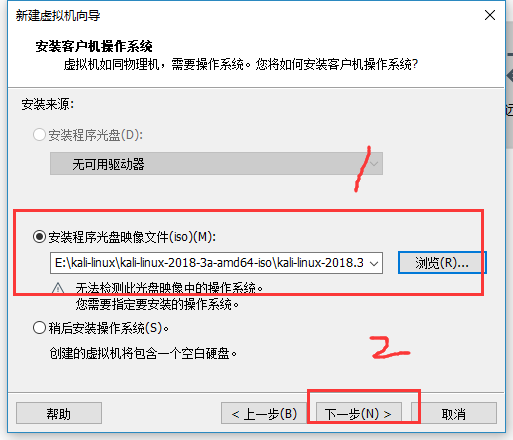 新建虚拟机向导
安装客户机操作系统
虚拟机如同物理机，需要操作系统。您将如何安装客户机操作系统?
安装来源:
安装程序光盘(D):
无可用驱动器
1
安装程序光盘映像文件(iso)(M):
E:\kali-linux\kali-linux-2018-3a-amd64-iso\kali-linux-2018.3
浏览(R)...
无法检测此光盘映像中的操作系统。
您需要指定要安装的操作系统。
稍后安装操作系统(S)。
创建的虚拟机将包含一个空白硬盘。
2
帮助
< 上一步(B)
下一步(N) >
取消